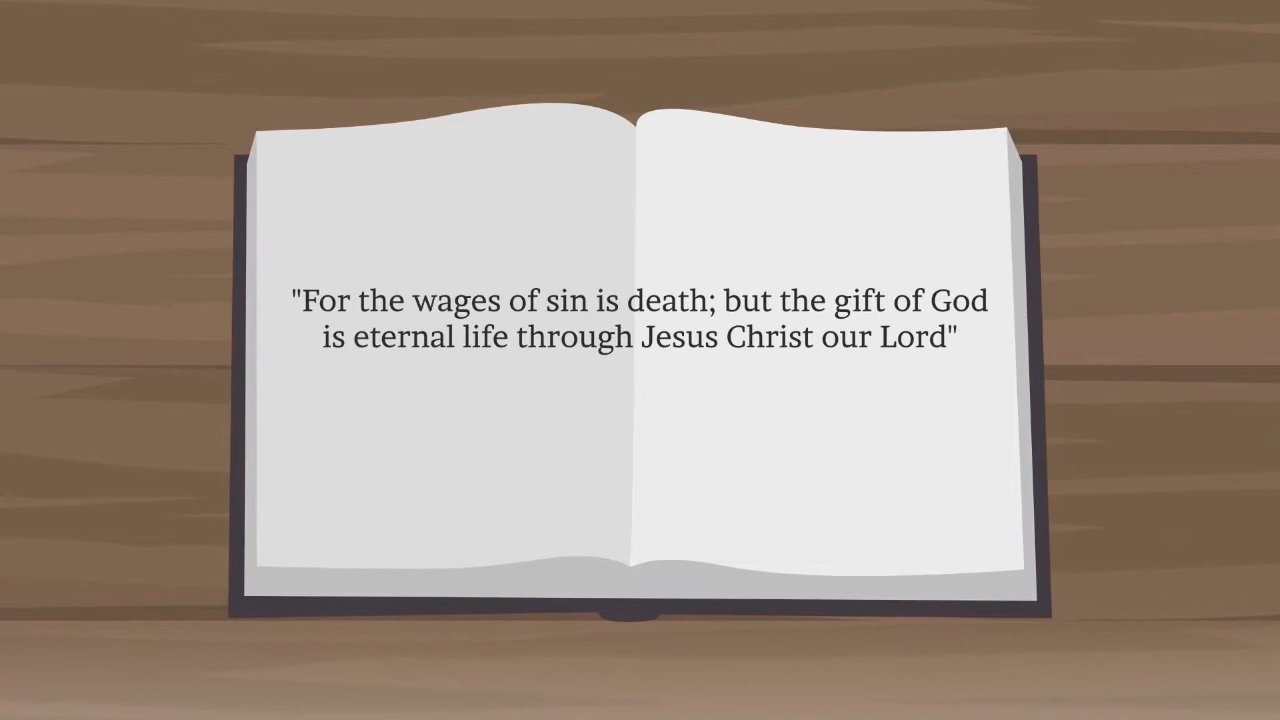 "For the wages of sin is death; but the gift of God
is eternal life through Jesus Christ our Lord"